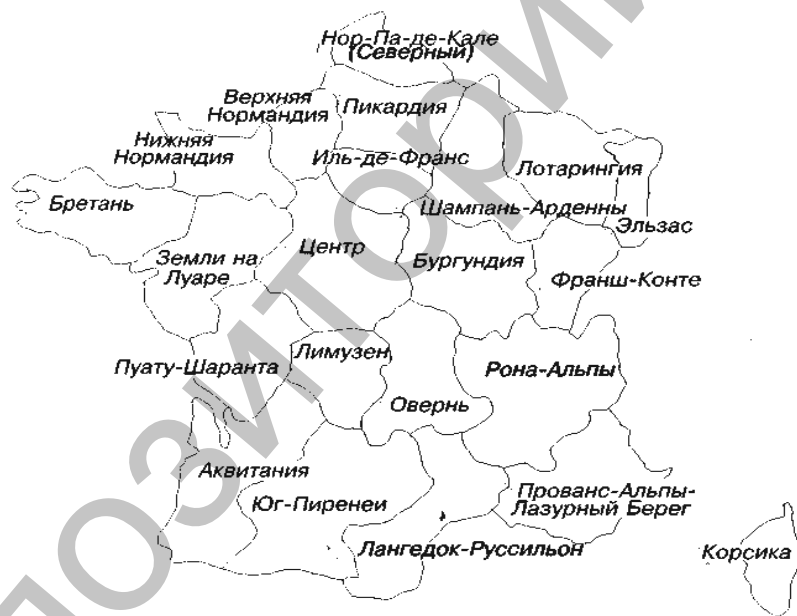 Нор-Па-де-Кале
(Северный)
Верхняя
Нормандия
Пикардия
Нижняя
Нормандия
Иль-де-Франс
Лотарингия
Бретань
Шампань-Арденны
Эльзас
Земли на
Луаре
Центр
Бургундия
Франш-Конте
Пуату-Шаранта
Лимузен
Рона-Альпы
Овернь
Аквитания
Юг-Пиренеи
Прованс-Альпы-
Лазурный Берег
Лангедок-Руссильон
Корсика